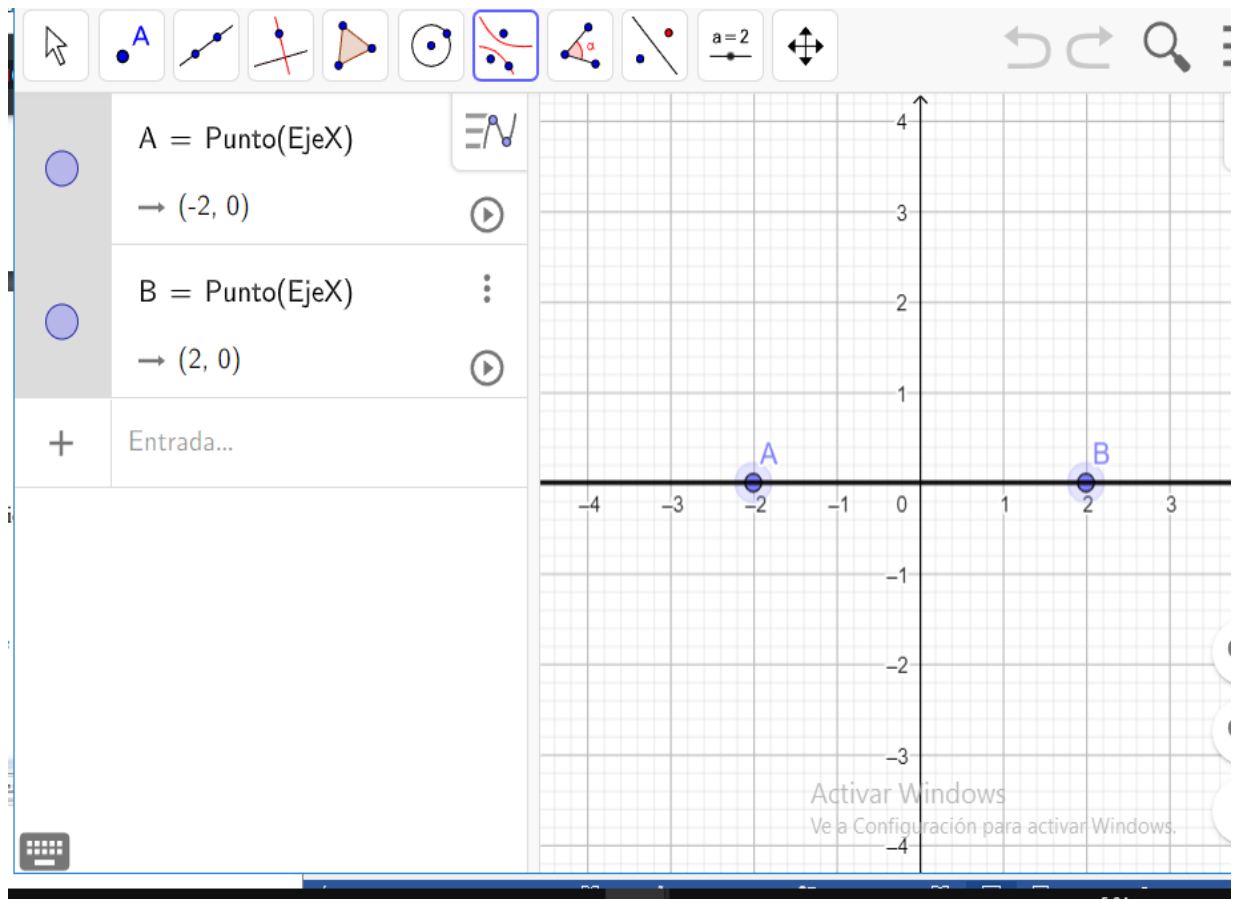 A
α
a = 2
A = Punto(EjeX)
→ (-2, 0)
B = Punto(EjeX)
→ (2, 0)
+ Entrada...
4
3
2
1
A
B
–4 –3 –2 –1 0 1 2 3
–1
–2
–3
Activar Windows
Ve a Configuración para activar Windows.
–4